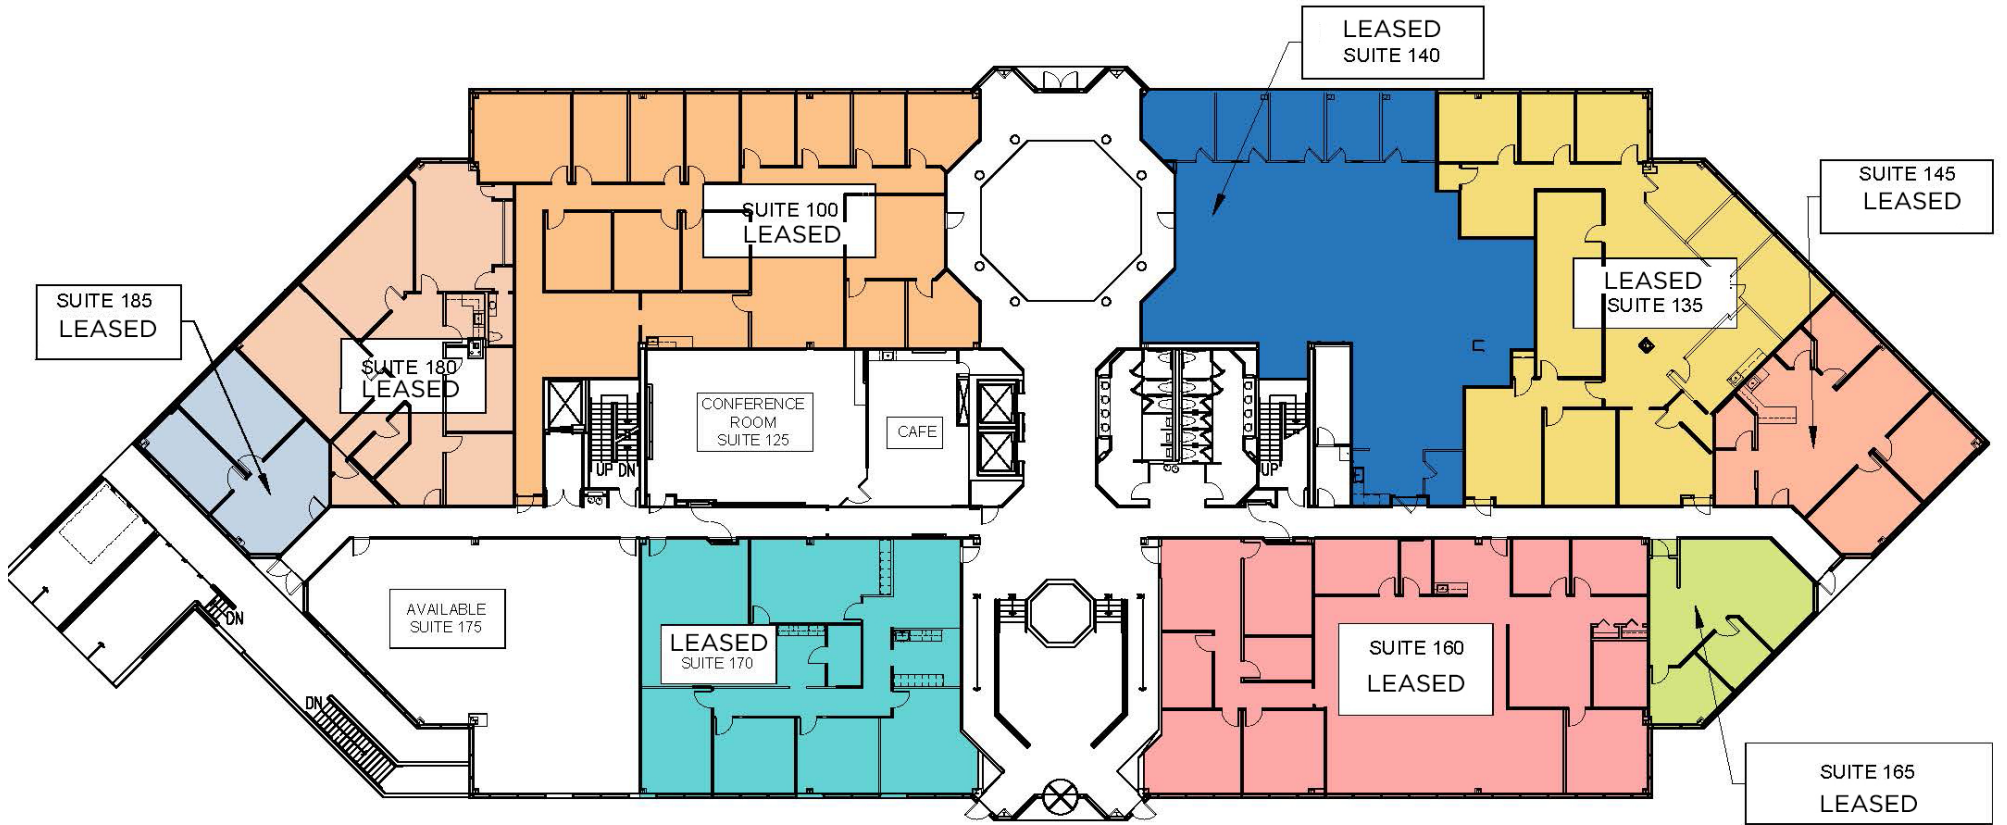 LEASED
SUITE 140
SUITE 145
LEASED
SUITE 100
LEASED
LEASED
SUITE 135
SUITE 185
LEASED
SUITE 180
LEASED
CONFERENCE
ROOM
SUITE 125
CAFE
UP DN
UP
AVAILABLE
SUITE 175
DN
DN
LEASED
SUITE 170
SUITE 160
LEASED
SUITE 165
LEASED